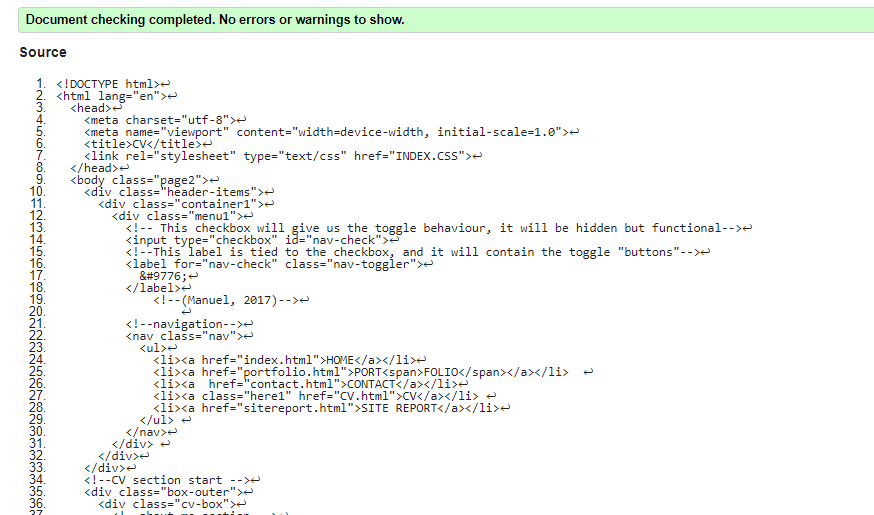 Document checking completed. No errors or warnings to show.
Source
1. <!DOCTYPE html>↩
2. <html lang="en">↩
3. <head>↩
4. <meta charset="utf-8">↩
5. <meta name="viewport" content="width=device-width, initial-scale=1.0">↩
6. <title>CV</title>↩
7. <link rel="stylesheet" type="text/css" href="INDEX.CSS">↩
8. </head>↩
9. <body class="page2">↩
10. <div class="header-items">↩
11. <div class="container1">↩
12. <div class="menu1">↩
13. <!-- This checkbox will give us the toggle behaviour, it will be hidden but functional-->↩
14. <input type="checkbox" id="nav-check">↩
15. <!--This label is tied to the checkbox, and it will contain the toggle "buttons"-->↩
16. <label for="nav-check" class="nav-toggler">↩
17. &#9776;↩
18. </label>↩
19. <!--(Manuel, 2017)-->↩
20. ↩
21. <!--navigation-->↩
22. <nav class="nav">↩
23. <ul>↩
24. <li><a href="index.html">HOME</a></li>↩
25. <li><a href="portfolio.html">PORT<span>FOLIO</span></a></li>  ↩
26. <li><a  href="contact.html">CONTACT</a></li>↩
27. <li><a class="here1" href="CV.html">CV</a></li> ↩
28. <li><a href="sitereport.html">SITE REPORT</a></li>↩
29. </ul> ↩
30. </nav>↩
31. </div> ↩
32. </div>↩
33. </div>↩
34. <!--CV section start -->↩
35. <div class="box-outer">↩
36. <div class="cv-box">↩